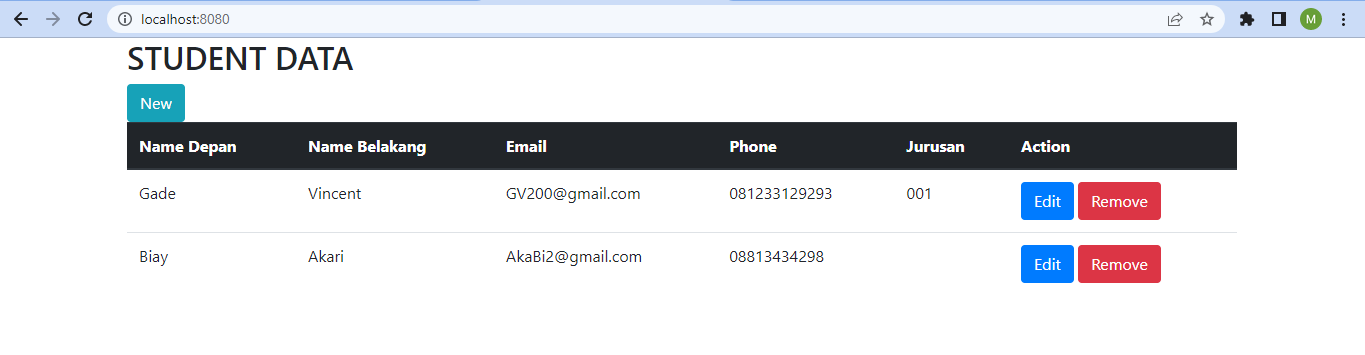 localhost:8080
M
STUDENT DATA
New
Name Depan Name Belakang Email Phone Jurusan Action
Gade Vincent GV200@gmail.com 081233129293 001 Edit Remove
Biay Akari AkaBi2@gmail.com 08813434298 Edit Remove